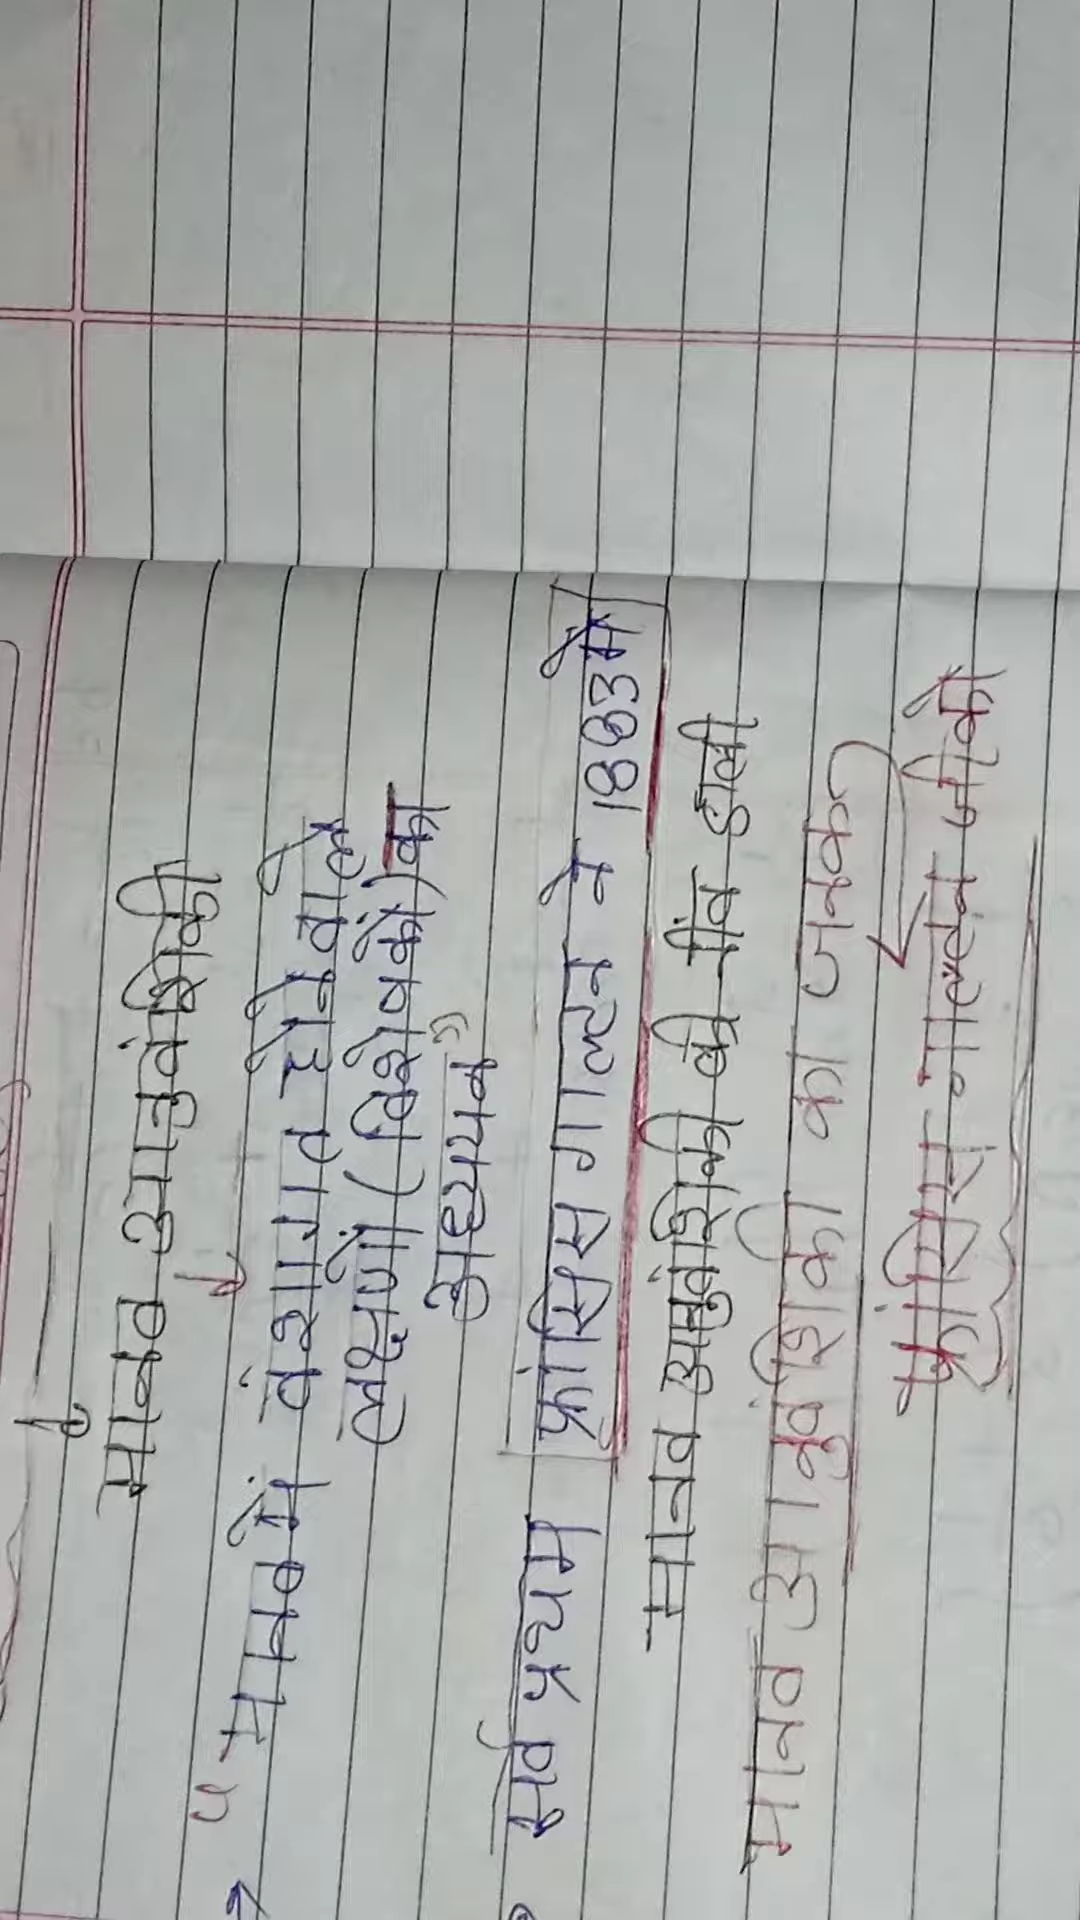 मानव आनुवंशिकी
" मानव में वंशागत होने वाले
लक्षणो (विशेषको) का
अध्ययन"
सर्व प्रथम फ्रांसिस गाल्टन ने 1883 में
मानव आनुवंशिकी की नींव डाली
मानव आनुवंशिकी का जनक
फ्रांसिस गाल्टन जी को